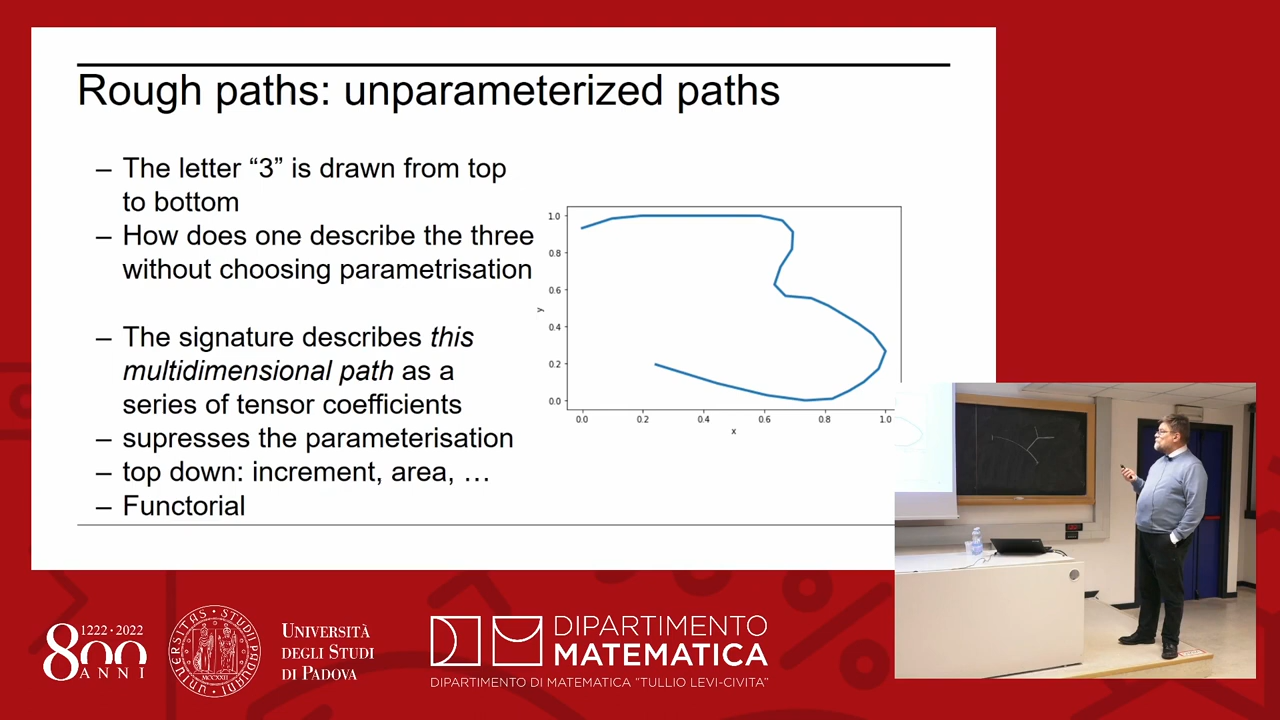 Rough paths: unparameterized paths
– The letter “3” is drawn from top
to bottom
– How does one describe the three
without choosing parametrisation
– The signature describes this
multidimensional path as a
series of tensor coefficients
– supresses the parameterisation
– top down: increment, area, …
– Functorial
1.0
0.8
0.6
0.4
0.2
0.0
y
0.0 0.2 0.4 0.6 0.8 1.0
x
1222·2022
800
ANNI
UNIVERSITÀ
DEGLI STUDI
DI PADOVA
DIPARTIMENTO
MATEMATICA
DIPARTIMENTO DI MATEMATICA “TULLIO LEVI-CIVITA”